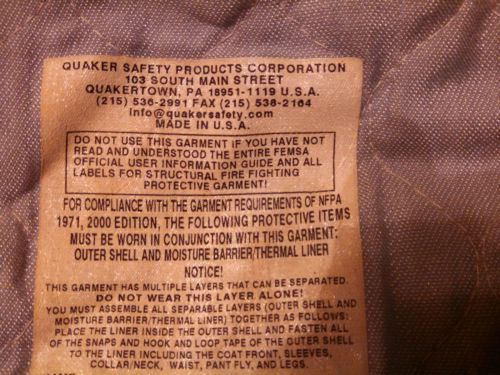 QUAKER SAFETY PRODUCTS CORPORATION
103 SOUTH MAIN STREET
QUAKERTOWN, PA 18951-1119 U.S.A.
(215) 536-2991 FAX (215) 538-2164
info@quakersafety.com
MADE IN U.S.A.
DO NOT USE THIS GARMENT IF YOU HAVE NOT
READ AND UNDERSTOOD THE ENTIRE FEMSA
OFFICIAL USER INFORMATION GUIDE AND ALL
LABELS FOR STRUCTURAL FIRE FIGHTING
PROTECTIVE GARMENT!
FOR COMPLIANCE WITH THE GARMENT REQUIREMENTS OF NFPA
1971, 2000 EDITION, THE FOLLOWING PROTECTIVE ITEMS
MUST BE WORN IN CONJUNCTION WITH THIS GARMENT:
OUTER SHELL AND MOISTURE BARRIER/THERMAL LINER
NOTICE!
THIS GARMENT HAS MULTIPLE LAYERS THAT CAN BE SEPARATED.
DO NOT WEAR THIS LAYER ALONE!
YOU MUST ASSEMBLE ALL SEPARABLE LAYERS (OUTER SHELL AND
MOISTURE BARRIER/THERMAL LINER) TOGETHER AS FOLLOWS:
PLACE THE LINER INSIDE THE OUTER SHELL AND FASTEN ALL
OF THE SNAPS AND HOOK AND LOOP TAPE OF THE OUTER SHELL
TO THE LINER INCLUDING THE COAT FRONT, SLEEVES,
COLLAR/NECK, WAIST, PANT FLY, AND LEGS.